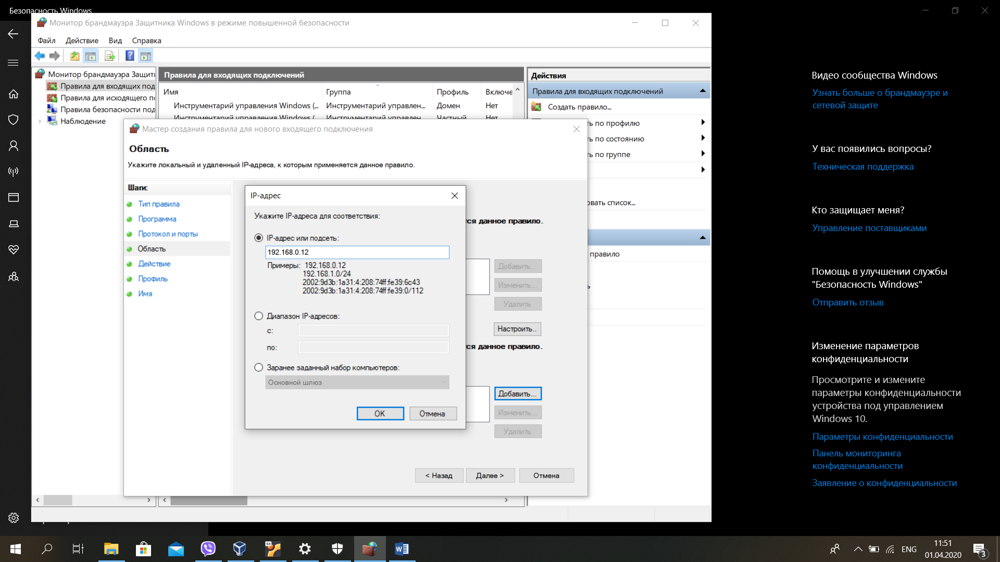 Безопасность Windows
Монитор брандмауэра Защитника Windows в режиме повышенной безопасности
Файл Действие Вид Справка
Монитор брандмауэра Защити
Правила для входящих под
Правила для исходящего п
Правила безопасности под
Наблюдение
Правила для входящих подключений
Имя Группа Профиль Включе
Инструментарий управления Windows (... Инструментарий управлен... Домен Нет
Инструментарий управления Windows ( Инструментарий управлен Частный Нет
Действия
Правила для входящих подключений
Создать правило...
ь по профилю
ь по состоянию
ь по группе
овать список...
правило
Мастер создания правила для нового входящего подключения
Область
Укажите локальный и удаленный IP-адреса, к которым применяется данное правило.
Шаги:
Тип правила
Программа
Протокол и порты
Область
Действие
Профиль
Имя
ся данное правило.
Добавить...
Изменить...
Удалить
Настроить..
ся данное правило.
Добавить...
Изменить...
Удалить
< Назад Далее > Отмена
IP-адрес
Укажите IP-адреса для соответствия:
IP-адрес или подсеть:
192.168.0.12
Примеры: 192.168.0.12
192.168.1.0/24
2002:9d3b:1a31:4:208:74ff:fe39:6c43
2002:9d3b:1a31:4:208:74ff:fe39:0/112
Диапазон IP-адресов:
с:
по:
Заранее заданный набор компьютеров:
Основной шлюз
OK Отмена
Видео сообщества Windows
Узнать больше о брандмауэре и
сетевой защите
У вас появились вопросы?
Техническая поддержка
Кто защищает меня?
Управление поставщиками
Помощь в улучшении службы
"Безопасность Windows"
Отправить отзыв
Изменение параметров
конфиденциальности
Просмотрите и измените
параметры конфиденциальности
устройства под управлением
Windows 10.
Параметры конфиденциальности
Панель мониторинга
конфиденциальности
Заявление о конфиденциальности
64
ENG
11:51
01.04.2020
3